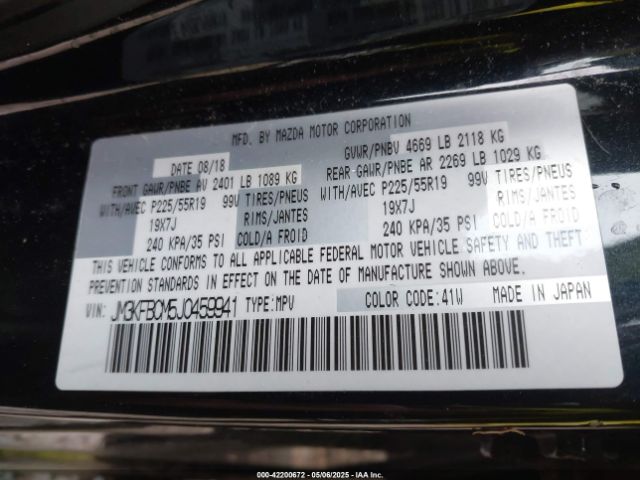 MFD. BY MAZDA MOTOR CORPORATION
DATE 08/18 GVWR/PNBV 4669 LB 2118 KG
FRONT GAWR/PNBE AV 2401 LB 1089 KG REAR GAWR/PNBE AR 2269 LB 1029 KG
WITH/AVEC P225/55R19 99V TIRES/PNEUS WITH/AVEC P225/55R19 99V TIRES/PNEUS
19X7J RIMS/JANTES 19X7J RIMS/JANTES
240 KPA/35 PSI COLD/A FROID 240 KPA/35 PSI COLD/A FROID
THIS VEHICLE CONFORMS TO ALL APPLICABLE FEDERAL MOTOR VEHICLE SAFETY AND THEFT
PREVENTION STANDARDS IN EFFECT ON THE DATE OF MANUFACTURE SHOWN ABOVE.
VIN: JM3KFBCM5J0459941 TYPE:MPV COLOR CODE:41W MADE IN JAPAN
000-42200672 - 05/06/2025 - IAA Inc.